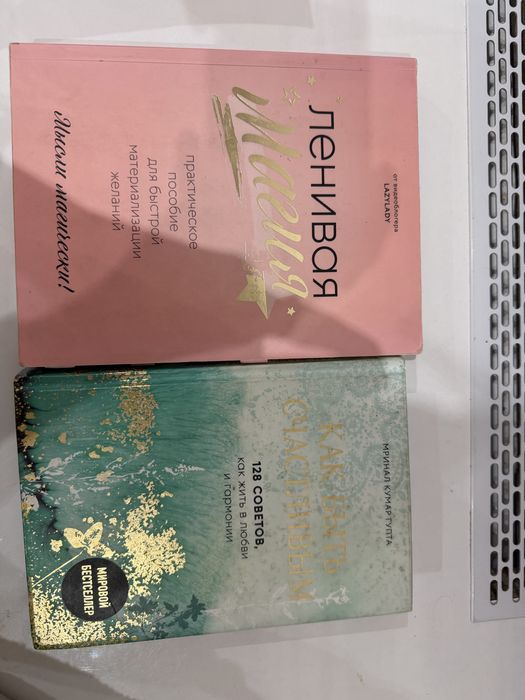 от видеоблогера
LAZYLADY
ЛЕНИВАЯ
Магия
практическое
пособие
для быстрой
материализации
желаний
Мысли магически!
МРИНАЛ КУМАР ГУПТА
КАК БЫТЬ
СЧАСТЛИВЫМ
128 СОВЕТОВ,
как жить в любви
и гармонии
МИРОВОЙ
БЕСТСЕЛЛЕР